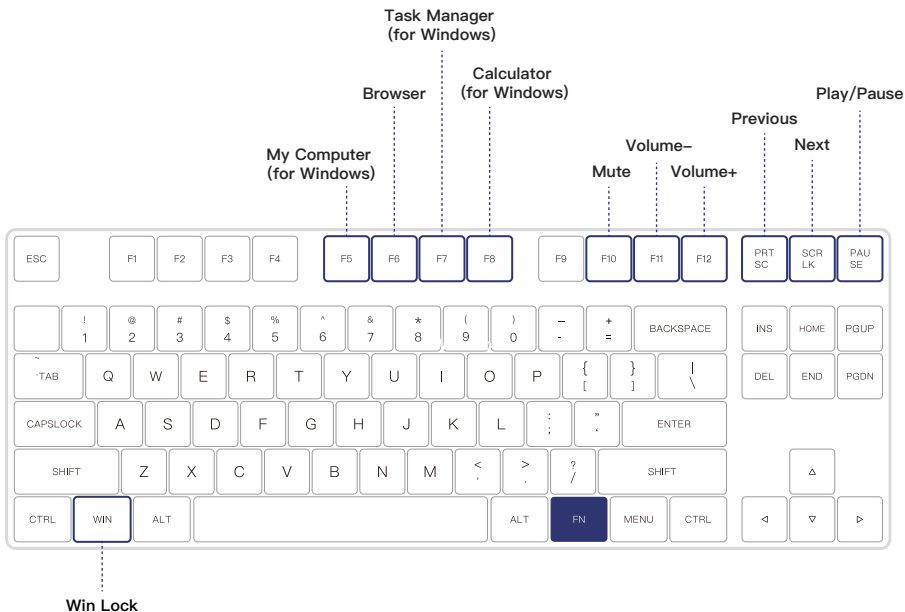 Task Manager
(for Windows)
Browser
Calculator
(for Windows)
Play/Pause
Previous
My Computer
(for Windows)
Volume–
Next
Mute
Volume+
ESC
F1
F2
F3
F4
F5
F6
F7
F8
F9
F10
F11
F12
PRT
SC
SCR
LK
PAU
SE
!
1
@
2
#
3
$
4
%
5
^
6
&
7
*
8
(
9
)
0
–
-
+
=
BACKSPACE
INS
HOME
PGUP
~
`TAB
Q
W
E
R
T
Y
U
I
O
P
{
[
}
]
|
\
DEL
END
PGDN
CAPSLOCK
A
S
D
F
G
H
J
K
L
:
;
"
‘
ENTER
SHIFT
Z
X
C
V
B
N
M
<
,
>
.
?
/
SHIFT
CTRL
WIN
ALT
ALT
FN
MENU
CTRL
Win Lock